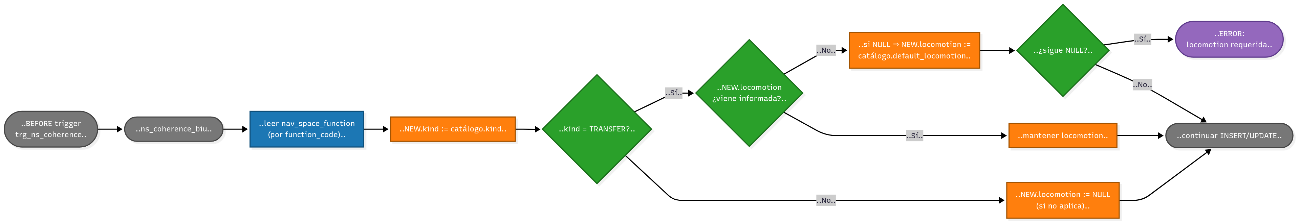 ..BEFORE trigger
trg_ns_coherence..
..ns_coherence_biu..
..leer nav_space_function
(por function_code)..
..NEW.kind := catálogo.kind..
..kind = TRANSFER?..
..Sí..
..NEW.locomotion
¿viene informada?..
..No..
..si NULL → NEW.locomotion :=
catálogo.default_locomotion..
..¿sigue NULL?..
..Sí..
..ERROR:
locomotion requerida..
..No..
..Sí..
..mantener locomotion..
..continuar INSERT/UPDATE..
..No..
..NEW.locomotion := NULL
(si no aplica)..